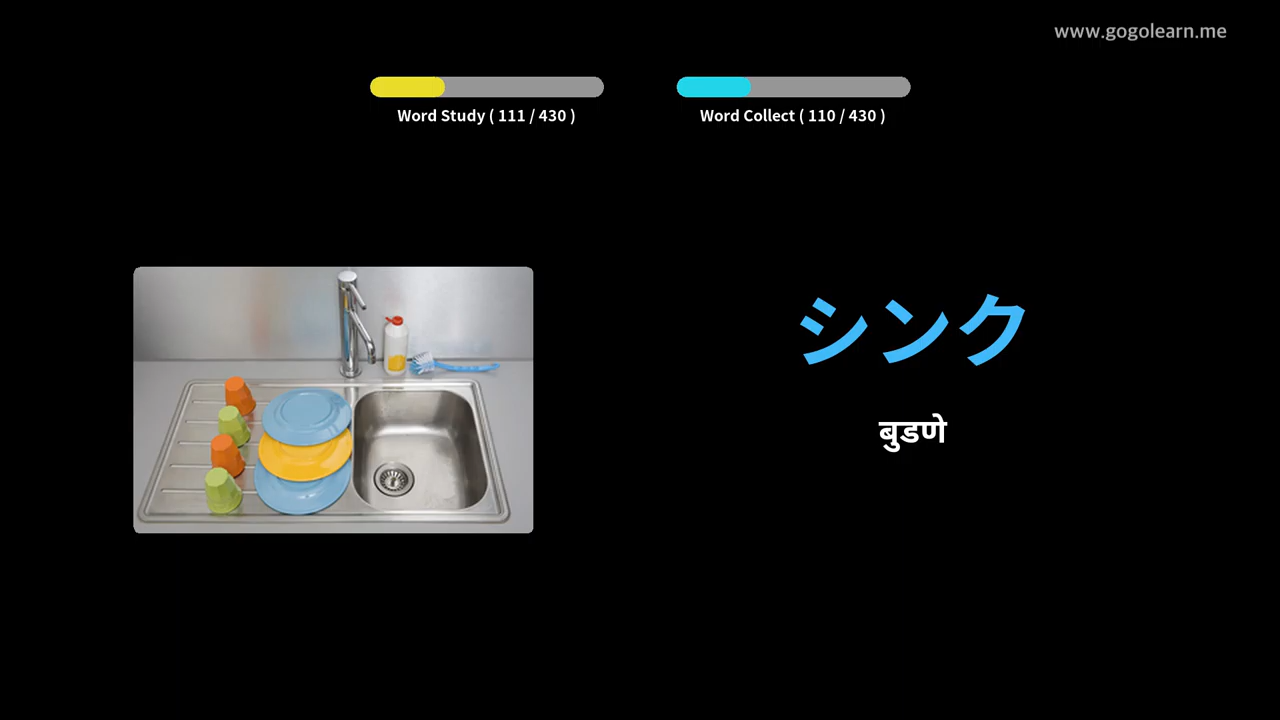 www.gogolearn.me
Word Study ( 111 / 430 )
Word Collect ( 110 / 430 )
シンク
बुडणे